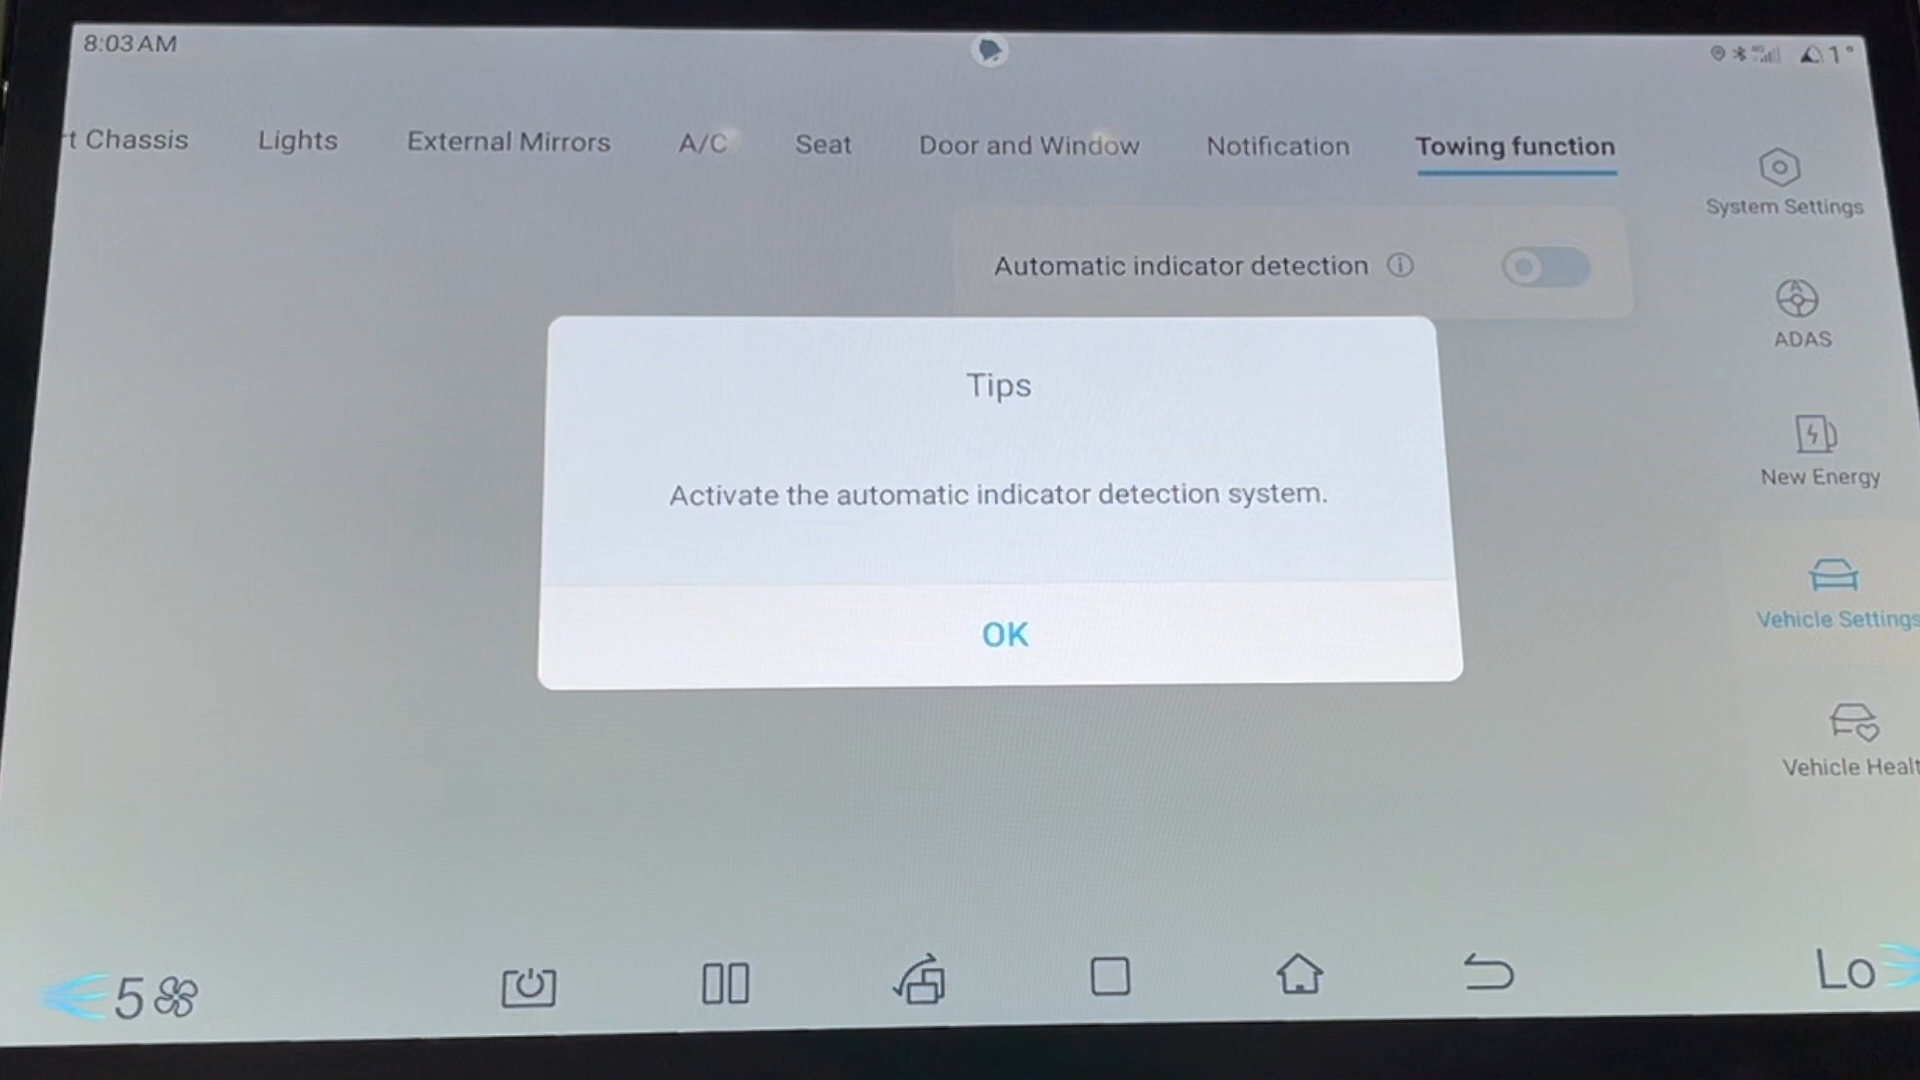 8:03 AM
1°
t Chassis
Lights
External Mirrors
A/C
Seat
Door and Window
Notification
Towing function
System Settings
Automatic indicator detection
ADAS
Tips
New Energy
Activate the automatic indicator detection system.
Vehicle Settings
OK
Vehicle Healt
5
Lo